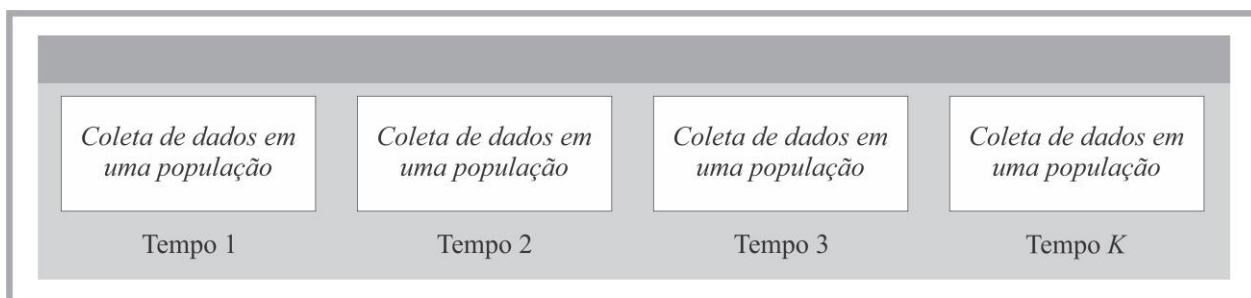 Coleta de dados em
uma população
Coleta de dados em
uma população
Coleta de dados em
uma população
Coleta de dados em
uma população
Tempo 1
Tempo 2
Tempo 3
Tempo K